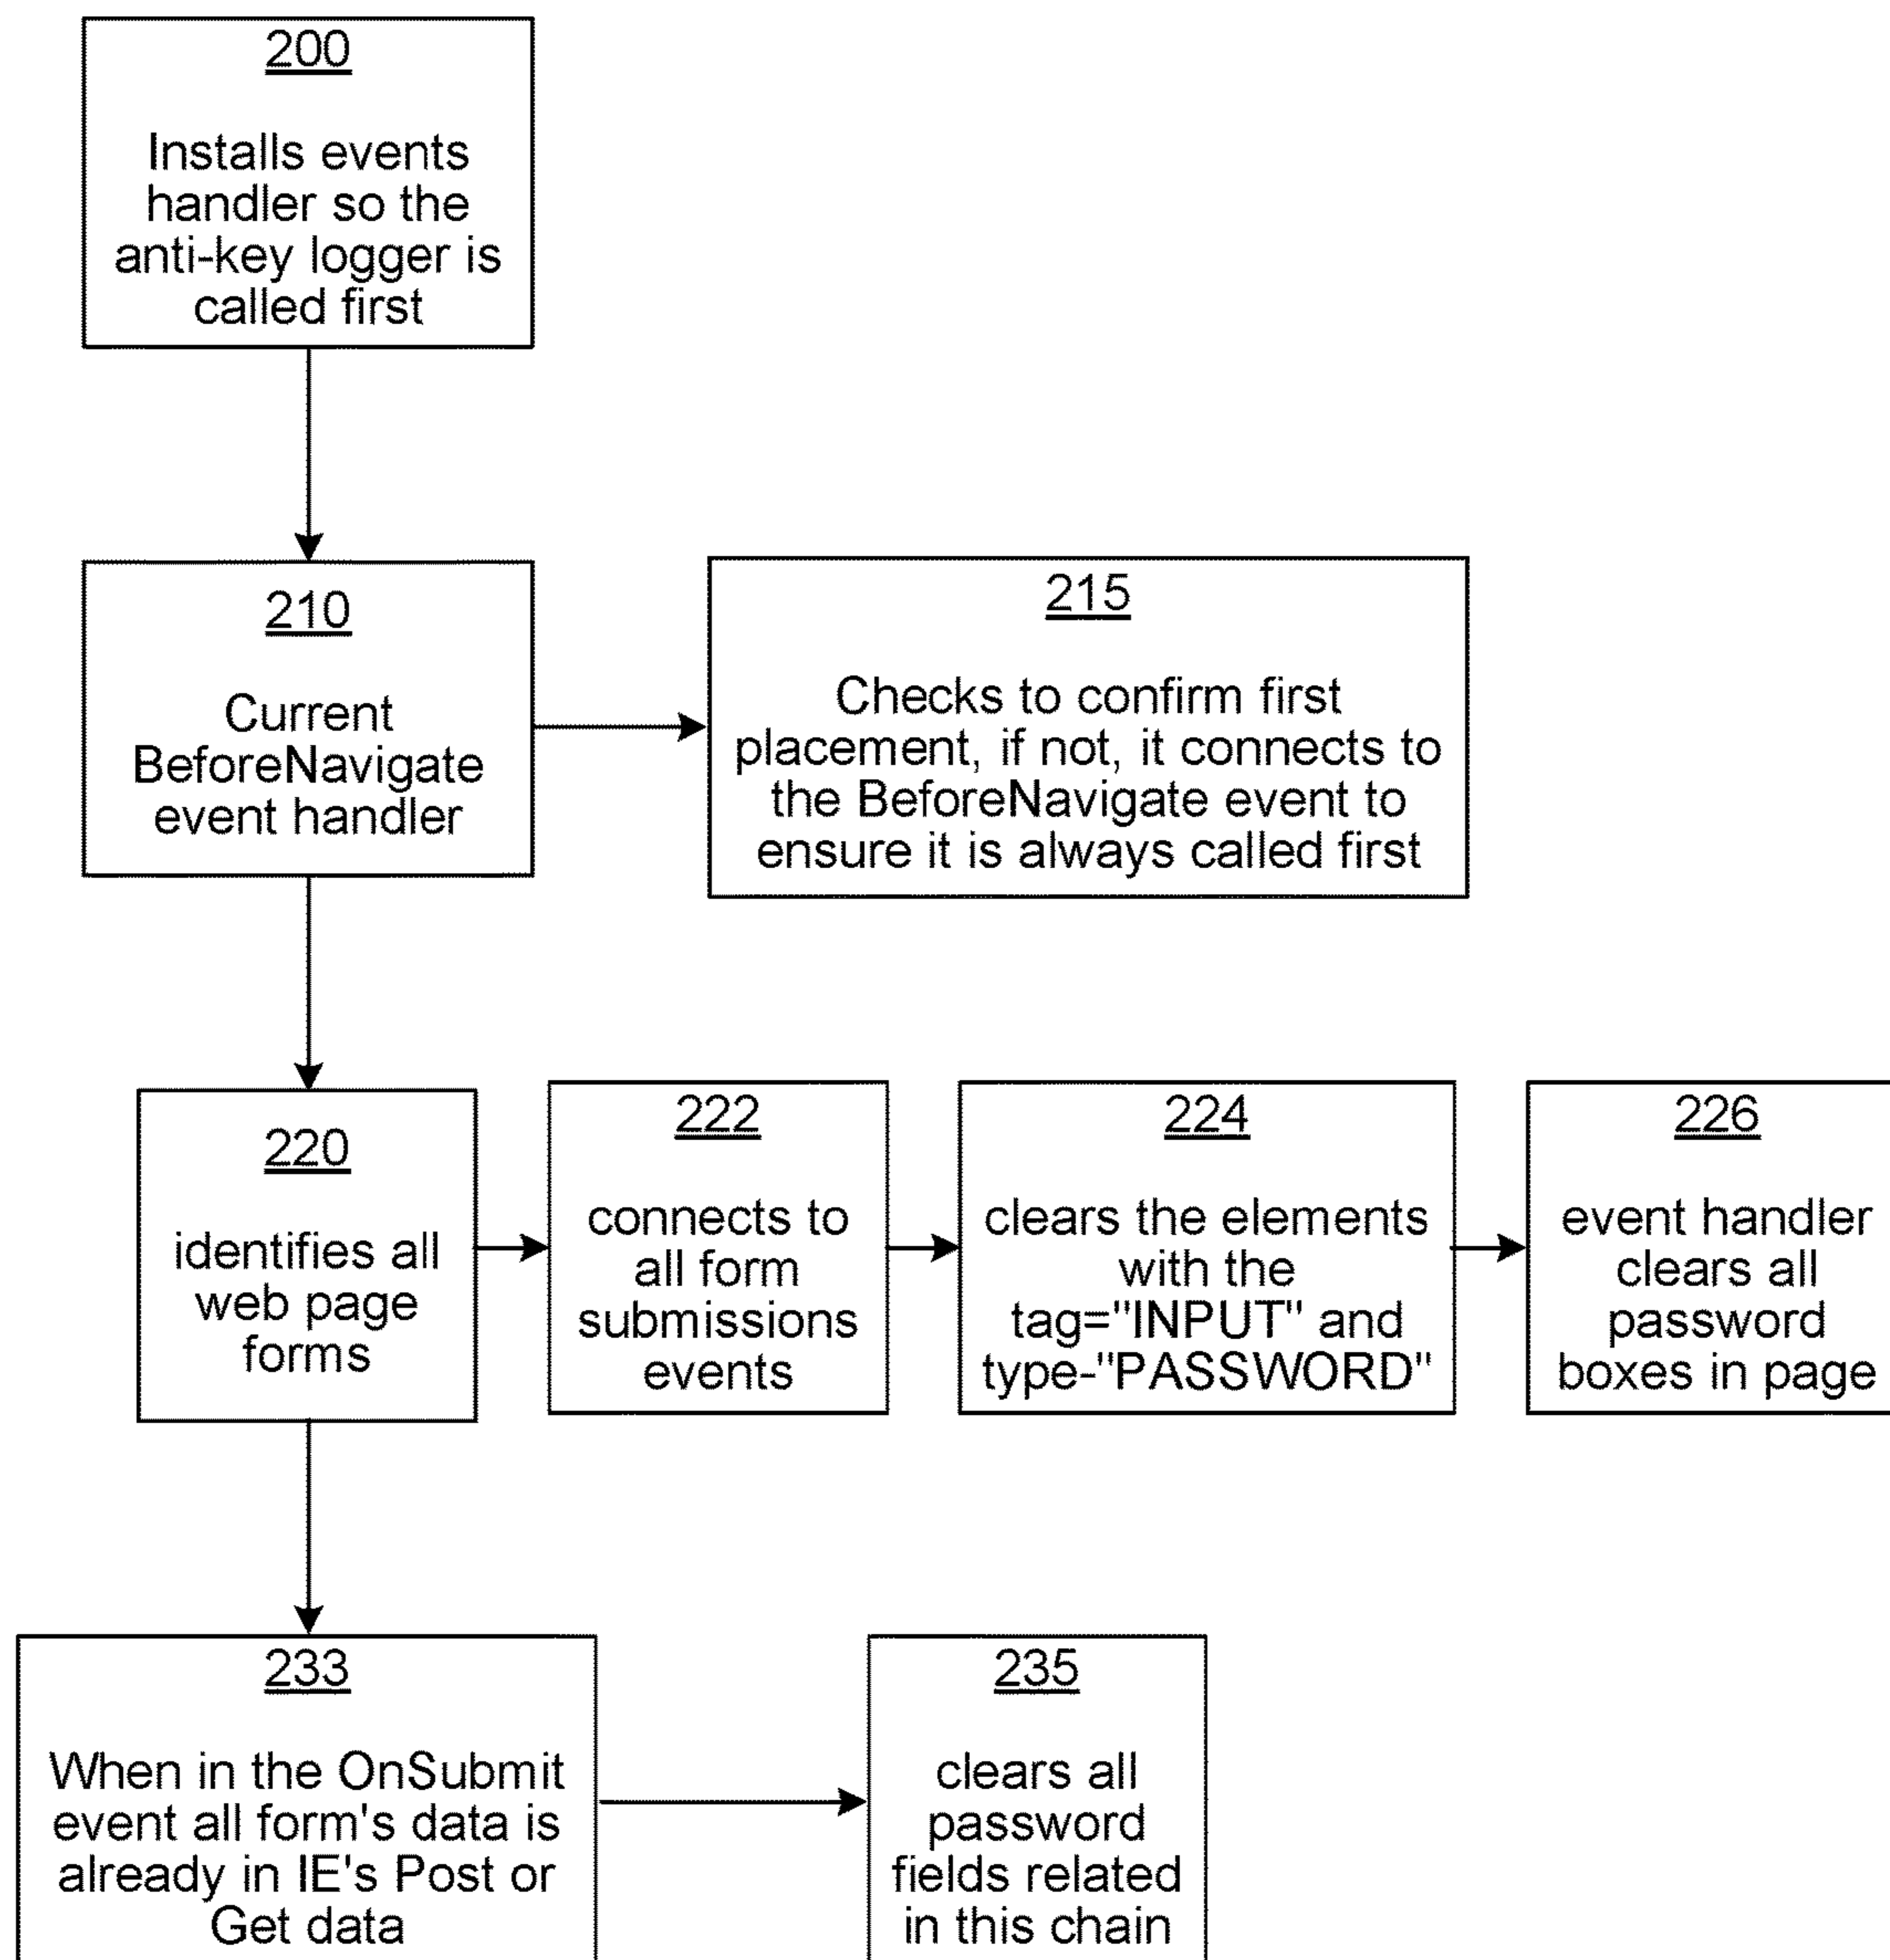 200
Installs events
handler so the
anti-key logger is
called first
210
Current
BeforeNavigate
event handler
215
Checks to confirm first
placement, if not, it connects to
the BeforeNavigate event to
ensure it is always called first
220
identifies all
web page
forms
222
connects to
all form
submissions
events
224
clears the elements
with the
tag="INPUT" and
type-"PASSWORD"
226
event handler
clears all
password
boxes in page
233
When in the OnSubmit
event all form's data is
already in IE's Post or
Get data
235
clears all
password
fields related
in this chain